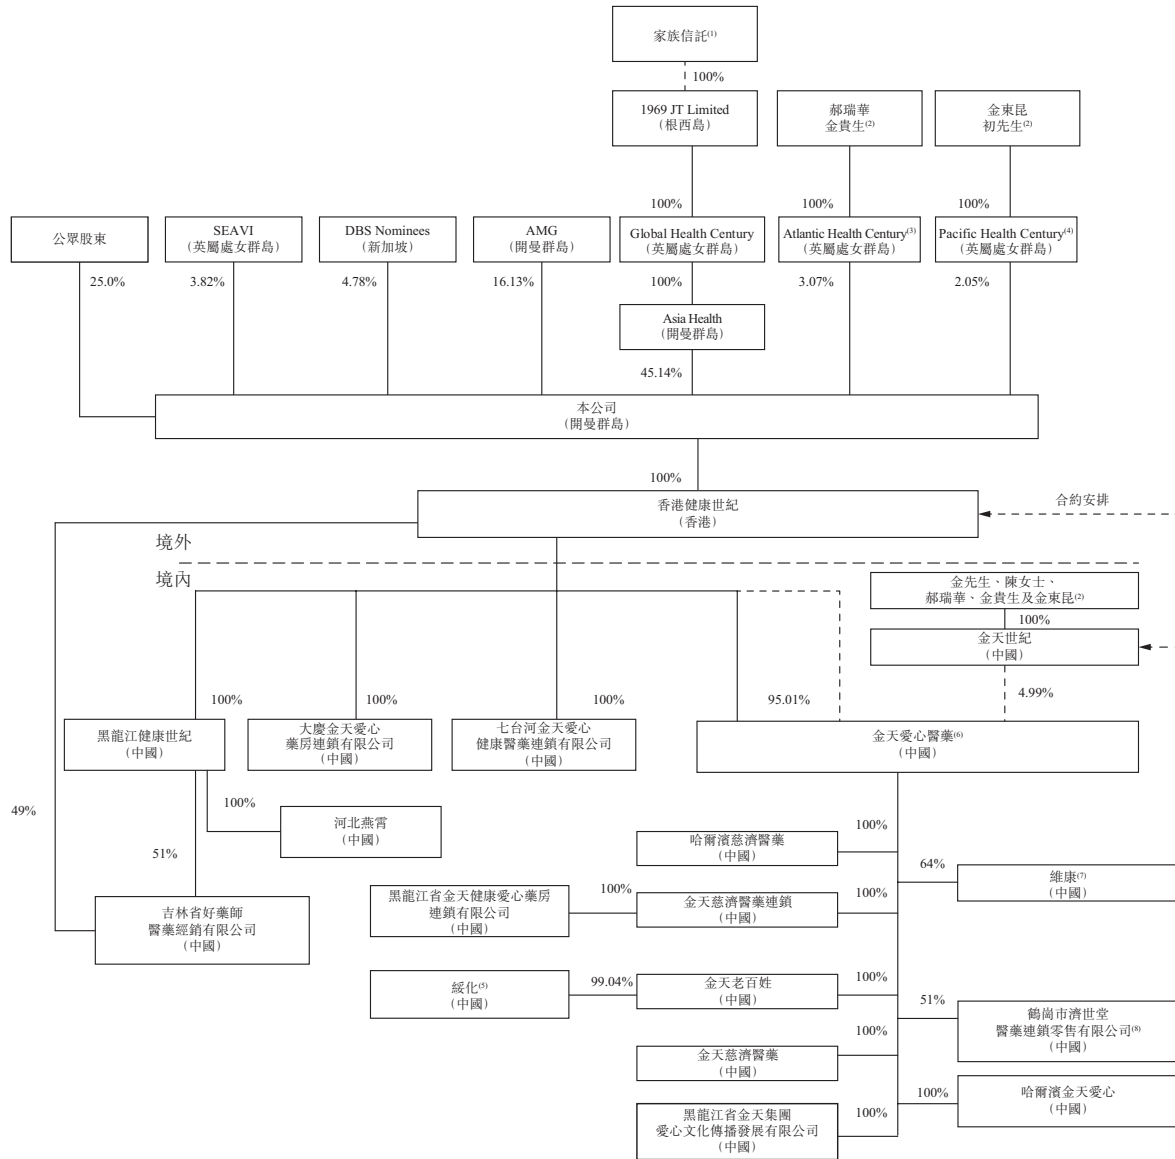 家族信託(1)
100%
1969 JT Limited
（根西島）
郝瑞華
金貴生(2)
金東昆
初先生(2)
100%
100%
100%
公眾股東
SEAVI
（英屬處女群島）
DBS Nominees
（新加坡）
AMG
（開曼群島）
Global Health Century
（英屬處女群島）
Atlantic Health Century(3)
（英屬處女群島）
Pacific Health Century(4)
（英屬處女群島）
25.0%
3.82%
4.78%
16.13%
100%
3.07%
2.05%
Asia Health
（開曼群島）
45.14%
本公司
（開曼群島）
100%
香港健康世紀
（香港）
合約安排
境外
境內
金先生、陳女士、
郝瑞華、金貴生及金東昆(2)
100%
金天世紀
（中國）
100%
100%
100%
95.01%
4.99%
黑龍江健康世紀
（中國）
大慶金天愛心
藥房連鎖有限公司
（中國）
七台河金天愛心
健康醫藥連鎖有限公司
（中國）
金天愛心醫藥(6)
（中國）
49%
100%
河北燕霄
（中國）
51%
吉林省好藥師
醫藥經銷有限公司
（中國）
100%
哈爾濱慈濟醫藥
（中國）
64%
維康(7)
（中國）
黑龍江省金天健康愛心藥房
連鎖有限公司
（中國）
100%
金天慈濟醫藥連鎖
（中國）
100%
綏化(5)
（中國）
99.04%
金天老百姓
（中國）
100%
51%
鶴崗市濟世堂
醫藥連鎖零售有限公司(8)
（中國）
100%
金天慈濟醫藥
（中國）
100%
哈爾濱金天愛心
（中國）
黑龍江省金天集團
愛心文化傳播發展有限公司
（中國）
100%